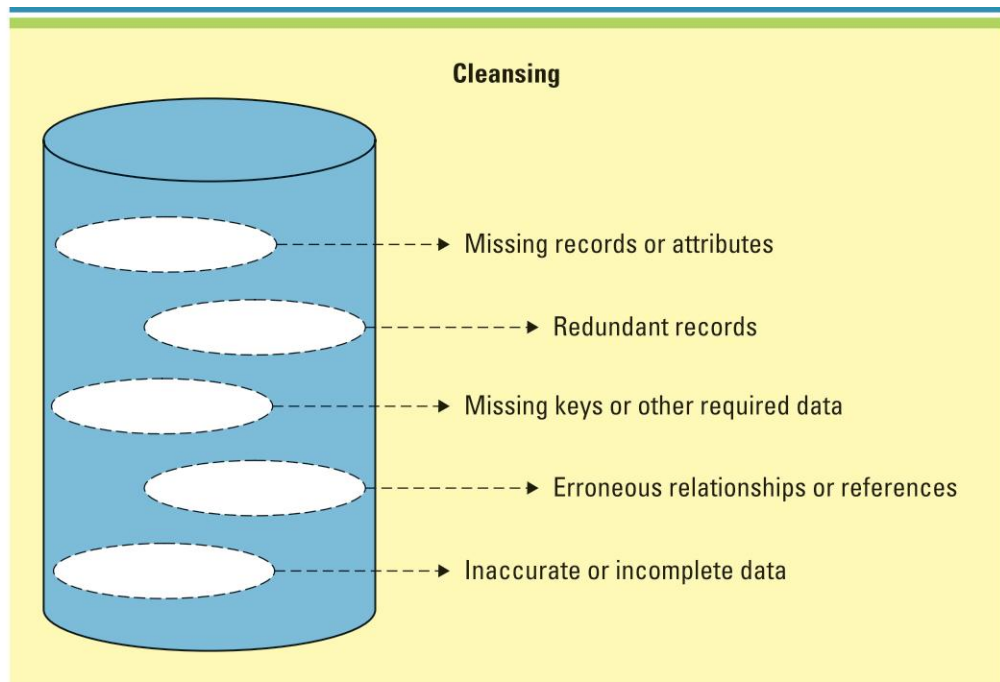 Cleansing
Missing records or attributes
Redundant records
Missing keys or other required data
Erroneous relationships or references
Inaccurate or incomplete data